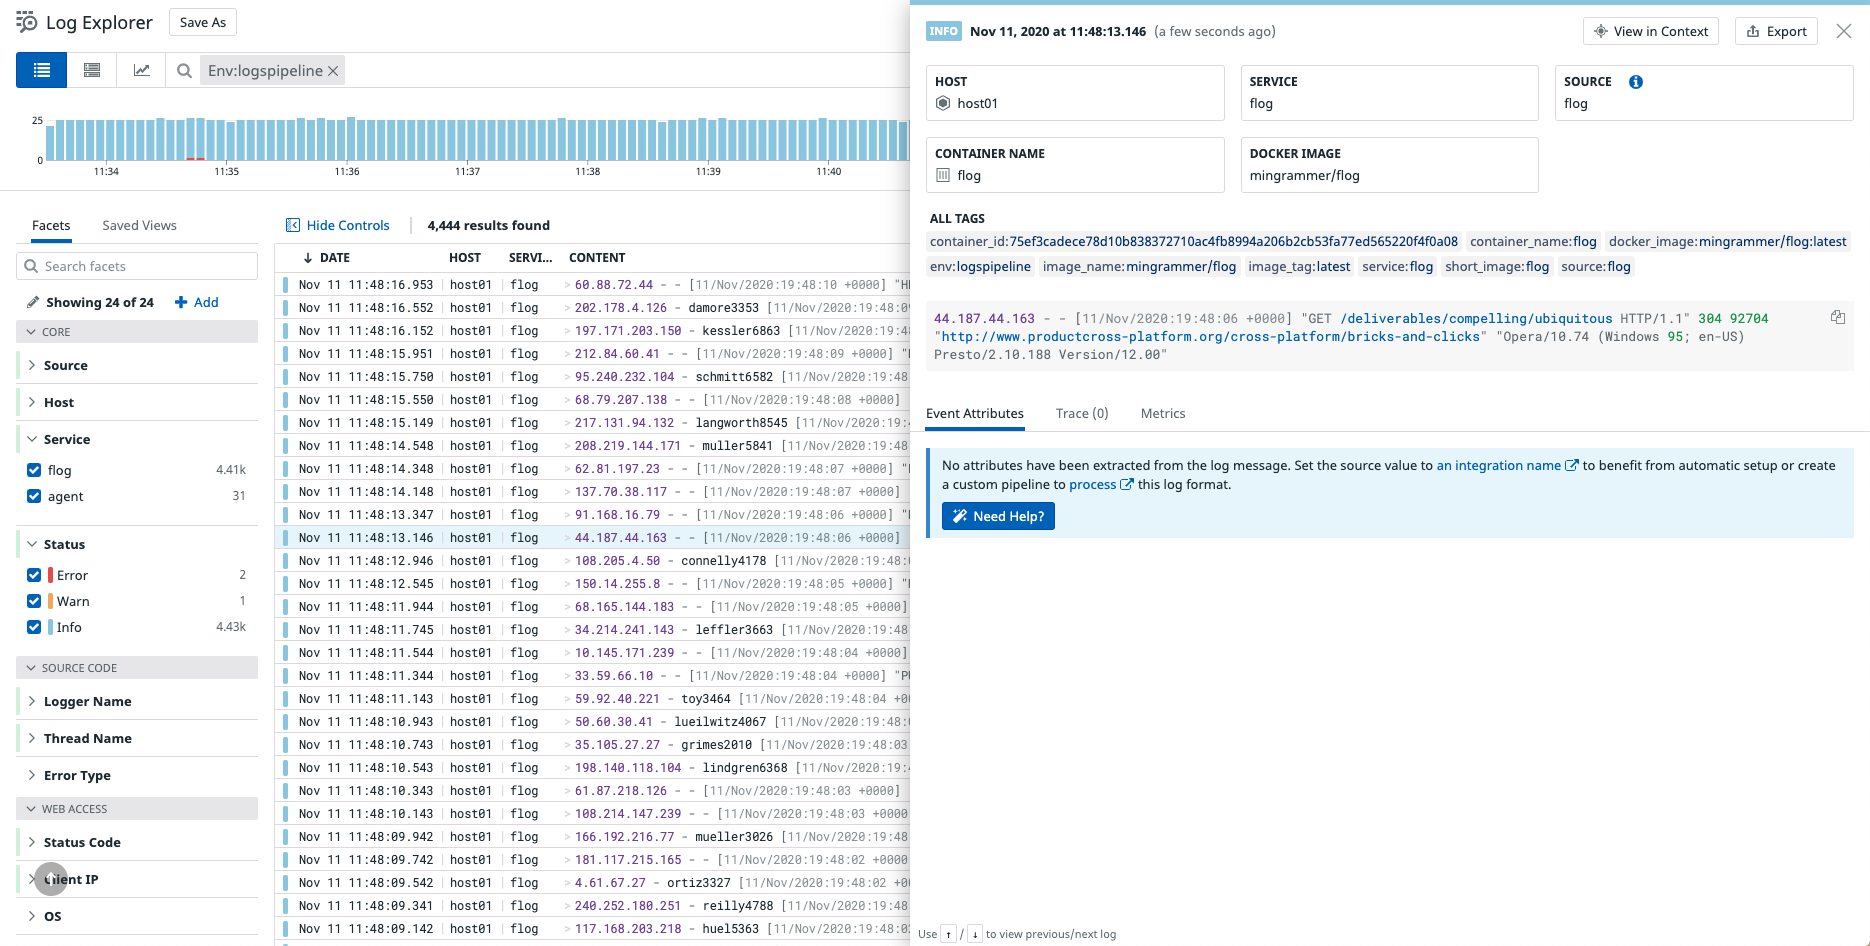 Log Explorer Save As
Env:logspipeline
25
0
11:34 11:35 11:36 11:37 11:38 11:39 11:40
Facets Saved Views
Search facets
Showing 24 of 24 Add
CORE
Source
Host
Service
flog 4.41k
agent 31
Status
Error 2
Warn 1
Info 4.43k
SOURCE CODE
Logger Name
Thread Name
Error Type
WEB ACCESS
Status Code
Client IP
OS
Hide Controls 4,444 results found
DATE HOST SERVI... CONTENT
Nov 11 11:48:16.953 host01 flog > 60.88.72.44 - - [11/Nov/2020:19:48:10 +0000]
Nov 11 11:48:16.552 host01 flog > 202.178.4.126 - damore3353 [11/Nov/2020:19:48:0
Nov 11 11:48:16.152 host01 flog > 197.171.203.150 - kessler6863 [11/Nov/2020:19:4
Nov 11 11:48:15.951 host01 flog > 212.84.60.41 - - [11/Nov/2020:19:48:09 +0000]
Nov 11 11:48:15.750 host01 flog > 95.240.232.104 - schmitt6582 [11/Nov/2020:19:48
Nov 11 11:48:15.550 host01 flog > 68.79.207.138 - - [11/Nov/2020:19:48:08 +0000]
Nov 11 11:48:15.149 host01 flog > 217.131.94.132 - langworth8545 [11/Nov/2020:19:
Nov 11 11:48:14.548 host01 flog > 208.219.144.171 - muller5841 [11/Nov/2020:19:48
Nov 11 11:48:14.348 host01 flog > 62.81.197.23 - - [11/Nov/2020:19:48:07 +0000]
Nov 11 11:48:14.148 host01 flog > 137.70.38.117 - - [11/Nov/2020:19:48:07 +0000]
Nov 11 11:48:13.347 host01 flog > 91.168.16.79 - - [11/Nov/2020:19:48:06 +0000]
Nov 11 11:48:13.146 host01 flog > 44.187.44.163 - - [11/Nov/2020:19:48:06 +0000]
Nov 11 11:48:12.946 host01 flog > 108.205.4.50 - connelly4178 [11/Nov/2020:19:48:
Nov 11 11:48:12.545 host01 flog > 150.14.255.8 - - [11/Nov/2020:19:48:05 +0000]
Nov 11 11:48:11.944 host01 flog > 68.165.144.183 - - [11/Nov/2020:19:48:05 +0000]
Nov 11 11:48:11.745 host01 flog > 34.214.241.143 - leffler3663 [11/Nov/2020:19:48
Nov 11 11:48:11.544 host01 flog > 10.145.171.239 - - [11/Nov/2020:19:48:04 +0000]
Nov 11 11:48:11.344 host01 flog > 33.59.66.10 - - [11/Nov/2020:19:48:04 +0000]
Nov 11 11:48:11.143 host01 flog > 59.92.40.221 - toy3464 [11/Nov/2020:19:48:04 +0
Nov 11 11:48:10.943 host01 flog > 50.60.30.41 - lueilwitz4067 [11/Nov/2020:19:48:
Nov 11 11:48:10.743 host01 flog > 35.105.27.27 - grimes2010 [11/Nov/2020:19:48:03
Nov 11 11:48:10.543 host01 flog > 198.140.118.104 - lindgren6368 [11/Nov/2020:19:
Nov 11 11:48:10.343 host01 flog > 61.87.218.126 - - [11/Nov/2020:19:48:03 +0000]
Nov 11 11:48:10.143 host01 flog > 108.214.147.239 - - [11/Nov/2020:19:48:03 +0000
Nov 11 11:48:09.942 host01 flog > 166.192.216.77 - mueller3026 [11/Nov/2020:19:48
Nov 11 11:48:09.742 host01 flog > 181.117.215.165 - - [11/Nov/2020:19:48:02 +0000
Nov 11 11:48:09.542 host01 flog > 4.61.67.27 - ortiz3327 [11/Nov/2020:19:48:02 +0
Nov 11 11:48:09.341 host01 flog > 240.252.180.251 - reilly4788 [11/Nov/2020:19:48
Nov 11 11:48:09.142 host01 flog > 117.168.203.218 - huel5363 [11/Nov/2020:19:48:0
INFO Nov 11, 2020 at 11:48:13.146 (a few seconds ago) View in Context Export
HOST
host01
SERVICE
flog
SOURCE
flog
CONTAINER NAME
flog
DOCKER IMAGE
mingrammer/flog
ALL TAGS
container_id:75ef3cadece78d10b838372710ac4fb8994a206b2cb53fa77ed565220f4f0a08 container_name:flog docker_image:mingrammer/flog:latest
env:logspipeline image_name:mingrammer/flog image_tag:latest service:flog short_image:flog source:flog
44.187.44.163 - - [11/Nov/2020:19:48:06 +0000] "GET /deliverables/compelling/ubiquitous HTTP/1.1" 304 92704
"http://www.productcross-platform.org/cross-platform/bricks-and-clicks" "Opera/10.74 (Windows 95; en-US)
Presto/2.10.188 Version/12.00"
Event Attributes Trace (0) Metrics
No attributes have been extracted from the log message. Set the source value to an integration name to benefit from automatic setup or create
a custom pipeline to process this log format.
Need Help?
Use ↑ / ↓ to view previous/next log